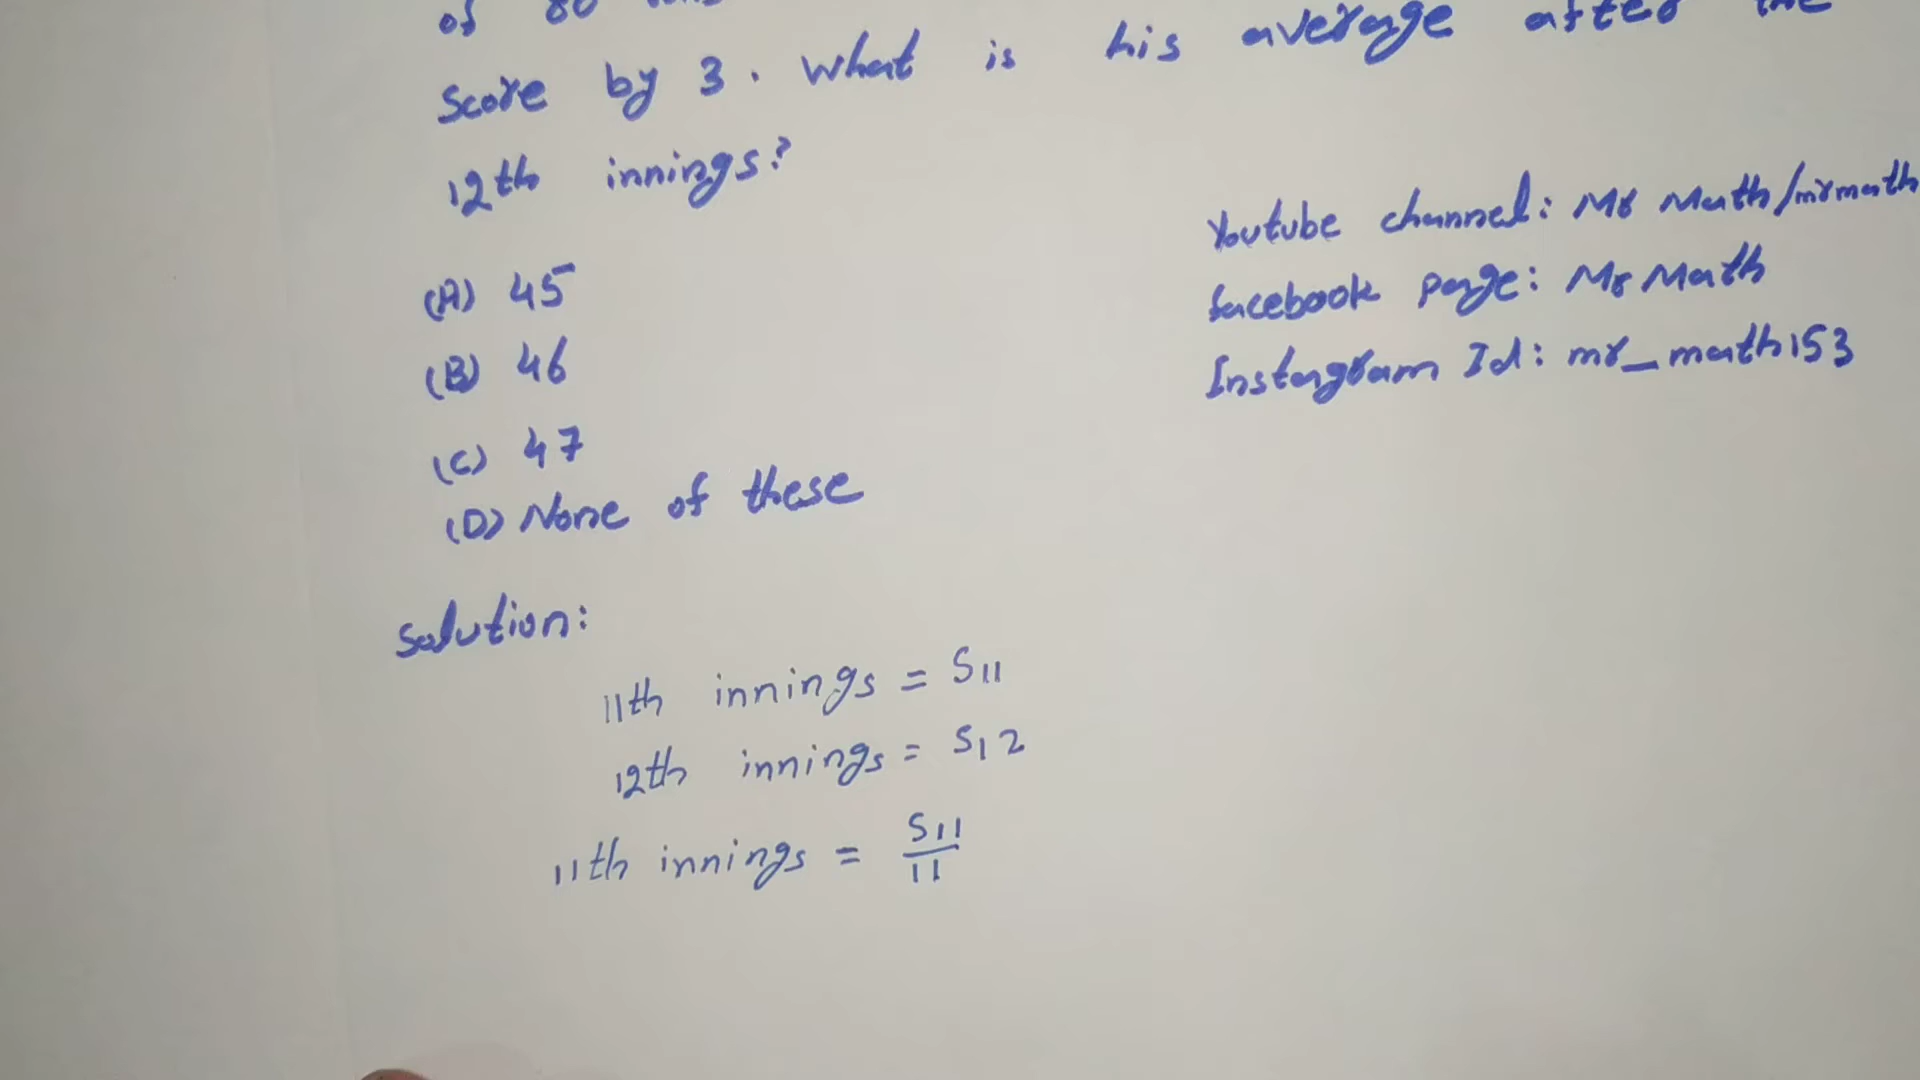 of 80
Score by 3. What is his average after the
12th innings?
(A) 45
(B) 46
(C) 47
(D) None of these
Youtube channel: Mr Math/mrmath
facebook page: Mr Math
Instagram Id: mr_math153
Solution:
11th innings = S11
12th innings = S12
11th innings = S11/11